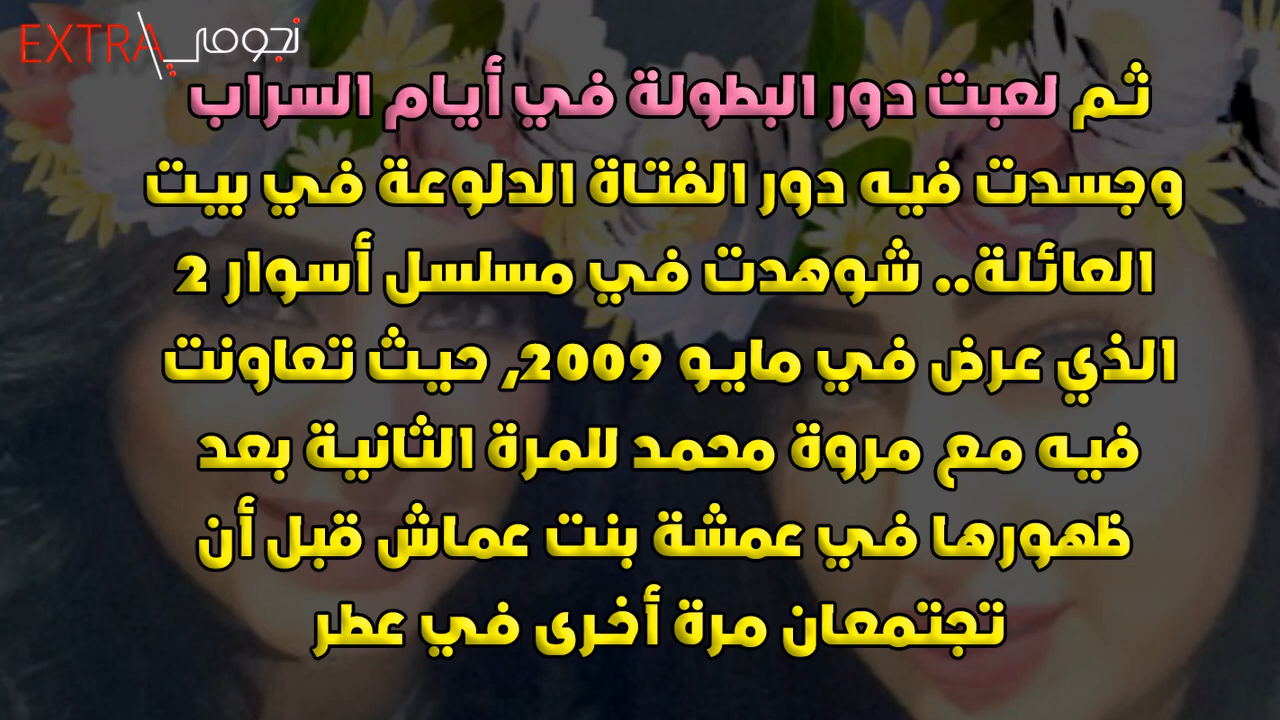 EXTRA نجومي
ثم لعبت دور البطولة في أيام السراب
وجسدت فيه دور الفتاة الدلوعة في بيت
العائلة.. شوهدت في مسلسل أسوار 2
الذي عرض في مايو 2009, حيث تعاونت
فيه مع مروة محمد للمرة الثانية بعد
ظهورها في عمشة بنت عماش قبل أن
تجتمعان مرة أخرى في عطر